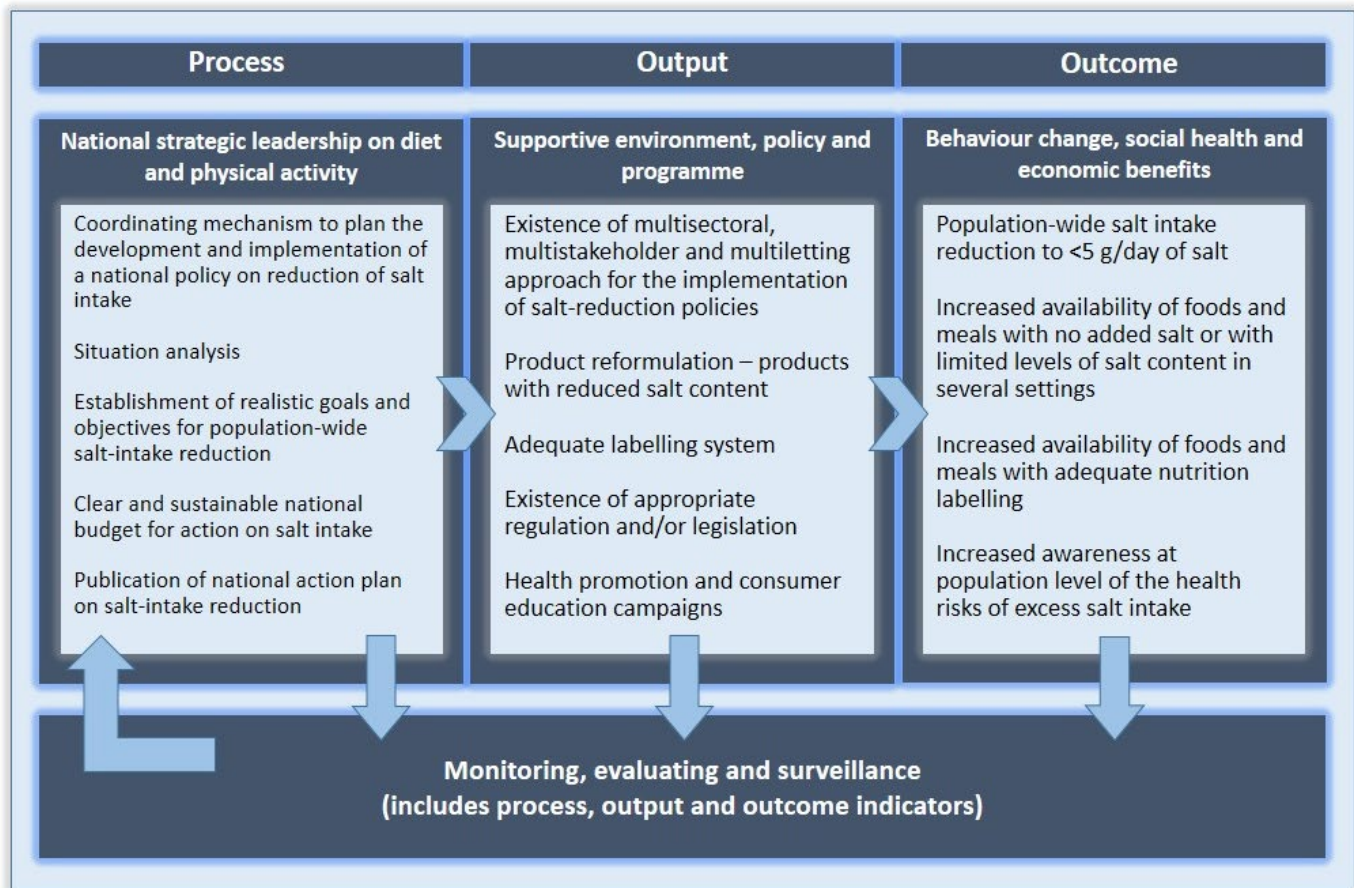 Process
Output
Outcome
National strategic leadership on diet
and physical activity
Coordinating mechanism to plan the
development and implementation of
a national policy on reduction of salt
intake
Situation analysis
Establishment of realistic goals and
objectives for population-wide
salt-intake reduction
Clear and sustainable national
budget for action on salt intake
Publication of national action plan
on salt-intake reduction
Supportive environment, policy and
programme
Existence of multisectoral,
multistakeholder and multiletting
approach for the implementation
of salt-reduction policies
Product reformulation – products
with reduced salt content
Adequate labelling system
Existence of appropriate
regulation and/or legislation
Health promotion and consumer
education campaigns
Behaviour change, social health and
economic benefits
Population-wide salt intake
reduction to <5 g/day of salt
Increased availability of foods and
meals with no added salt or with
limited levels of salt content in
several settings
Increased availability of foods and
meals with adequate nutrition
labelling
Increased awareness at
population level of the health
risks of excess salt intake
Monitoring, evaluating and surveillance
(includes process, output and outcome indicators)